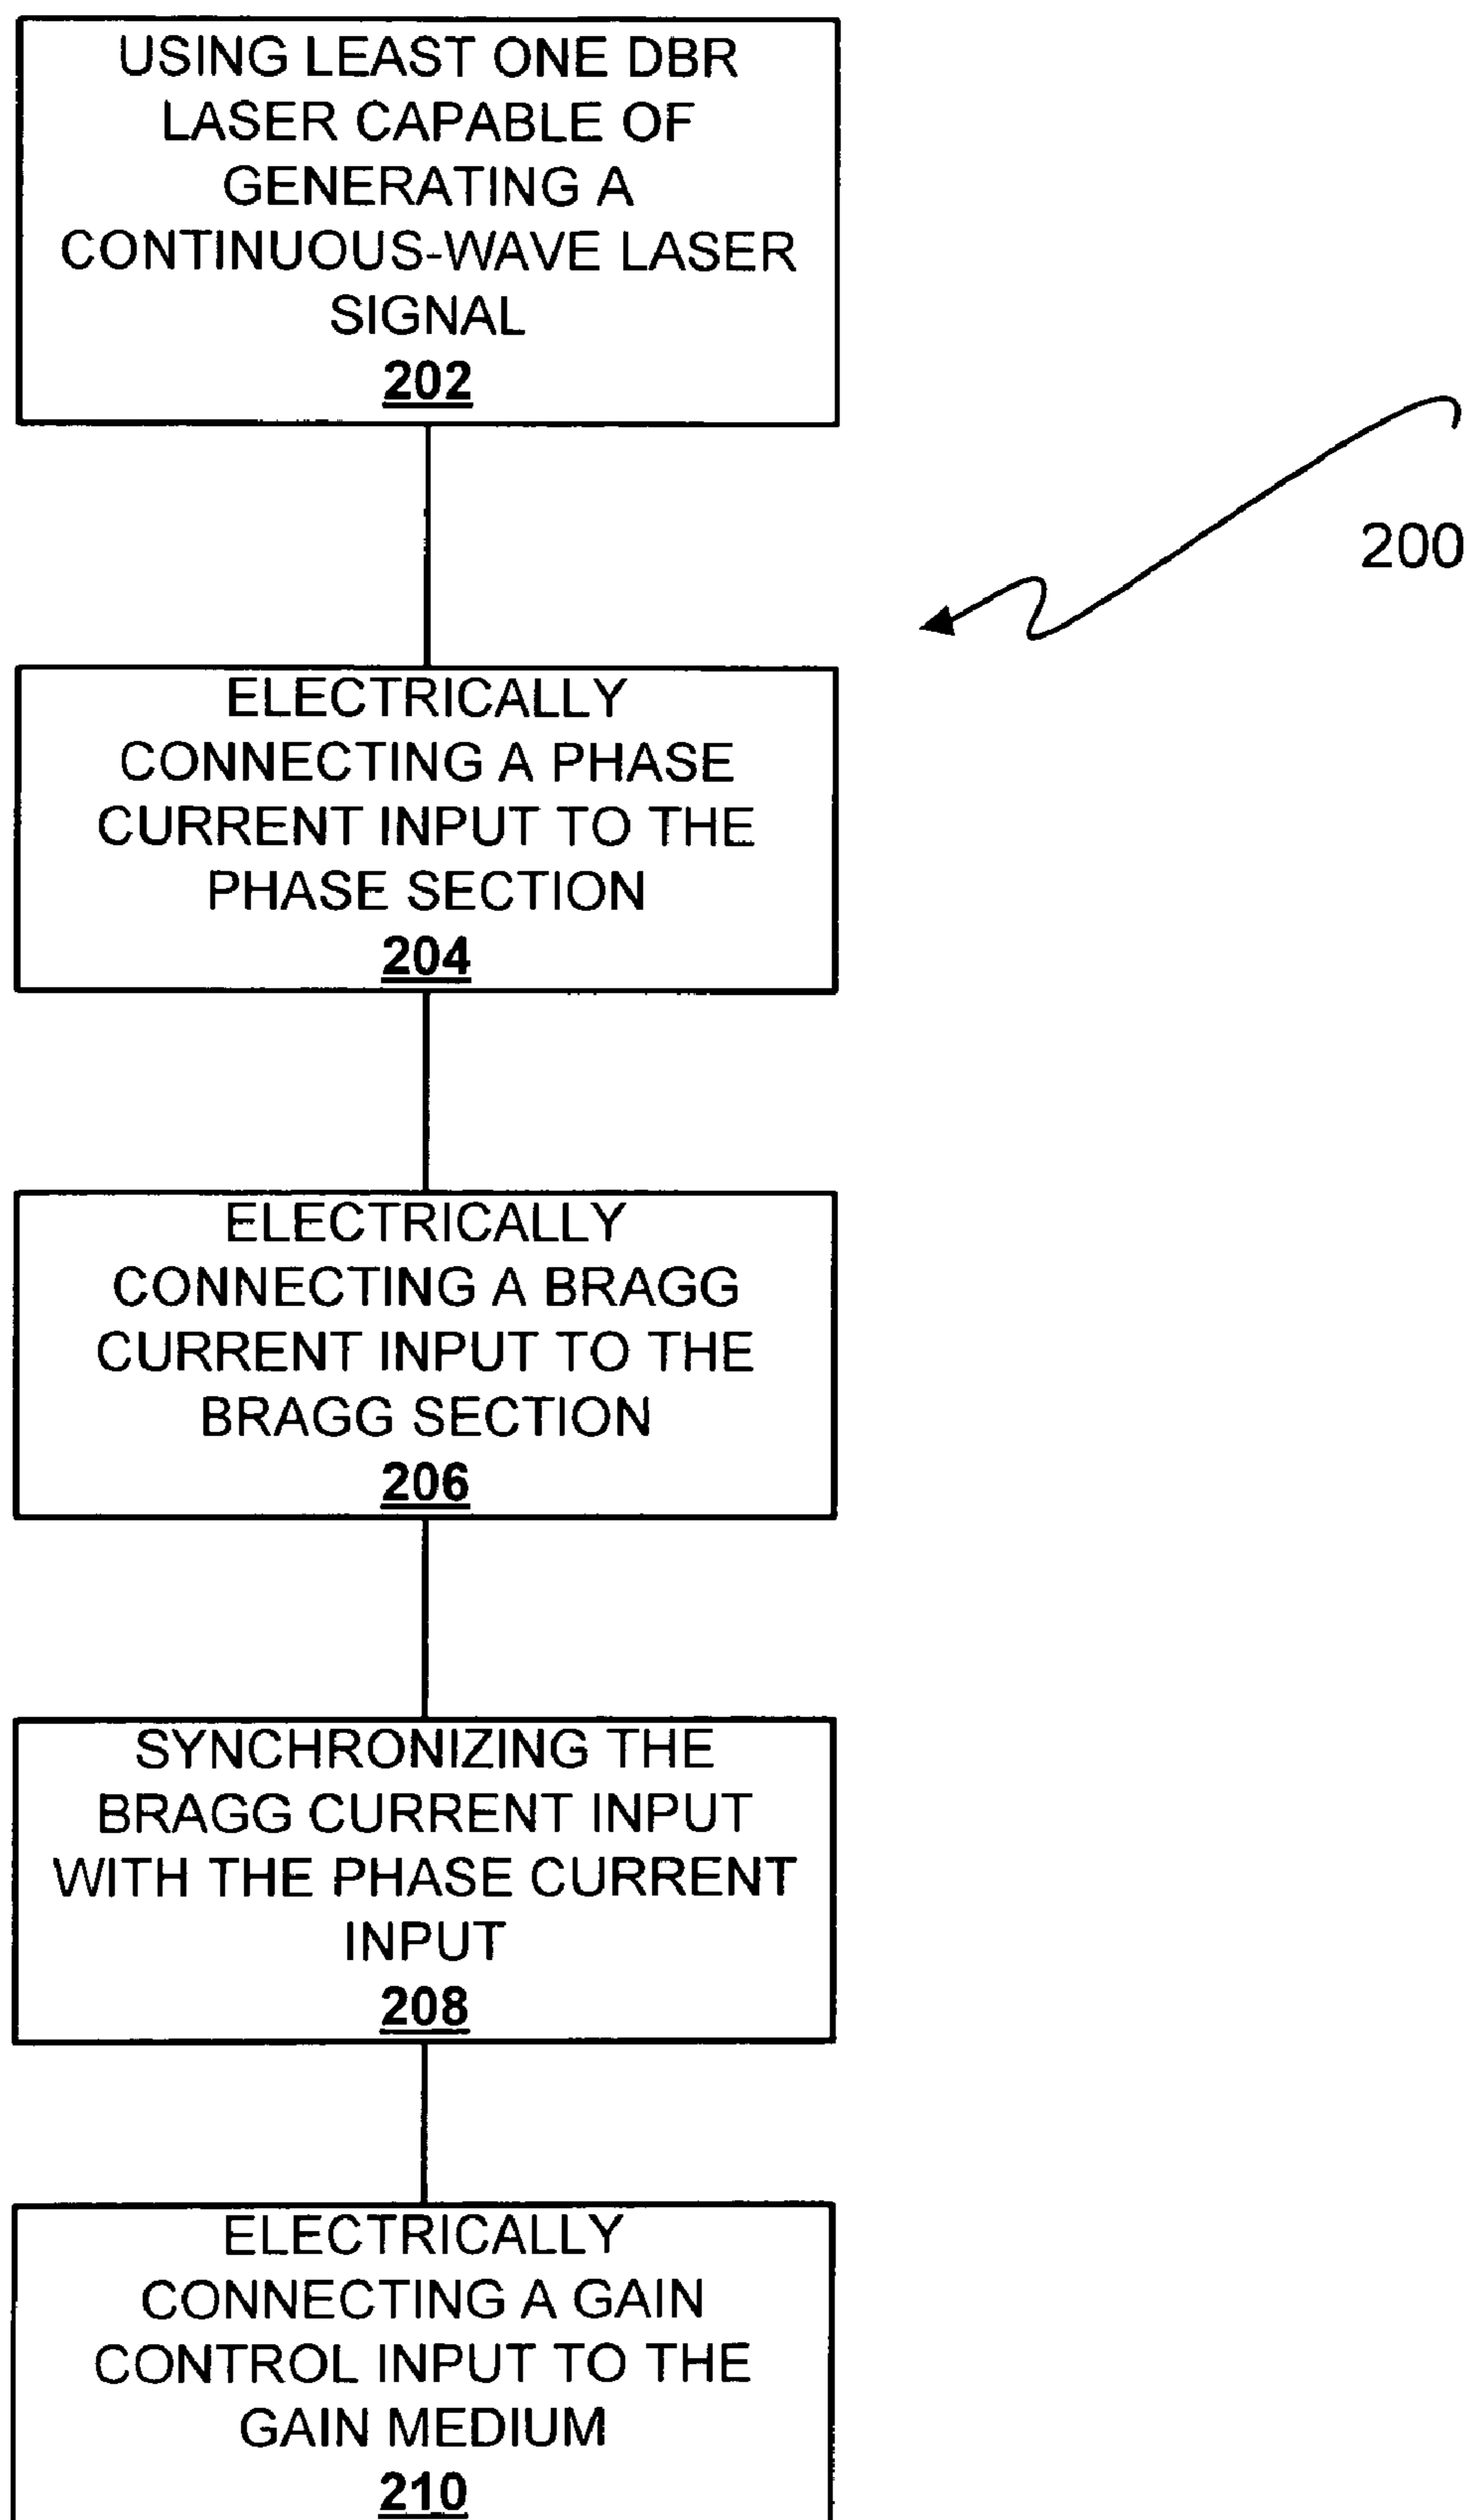 USING LEAST ONE DBR
LASER CAPABLE OF
GENERATING A
CONTINUOUS-WAVE LASER
SIGNAL
202
200
ELECTRICALLY
CONNECTING A PHASE
CURRENT INPUT TO THE
PHASE SECTION
204
ELECTRICALLY
CONNECTING A BRAGG
CURRENT INPUT TO THE
BRAGG SECTION
206
SYNCHRONIZING THE
BRAGG CURRENT INPUT
WITH THE PHASE CURRENT
INPUT
208
ELECTRICALLY
CONNECTING A GAIN
CONTROL INPUT TO THE
GAIN MEDIUM
210